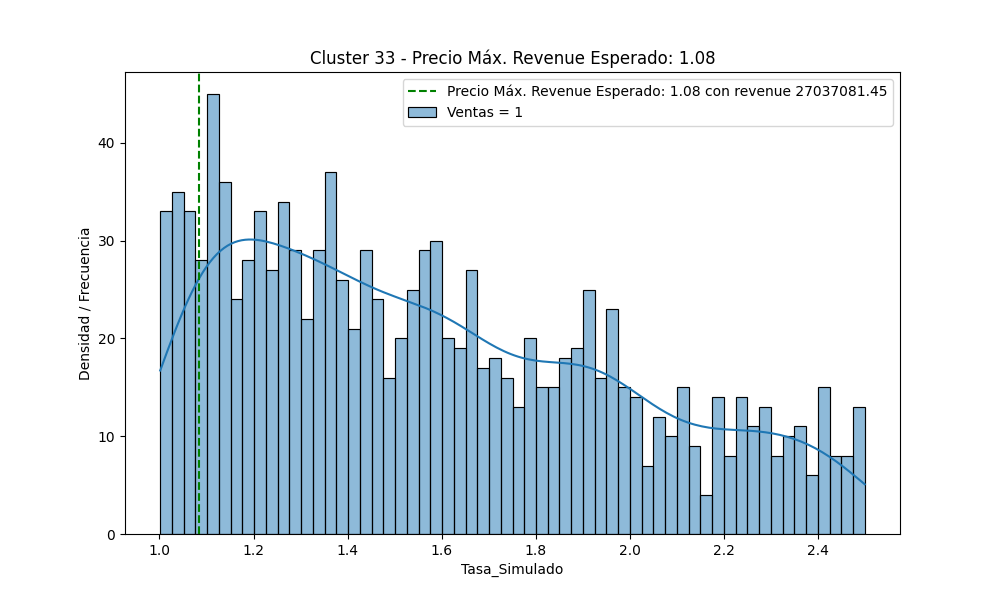 Cluster 33 - Precio Máx. Revenue Esperado: 1.08
Precio Máx. Revenue Esperado: 1.08 con revenue 27037081.45
Ventas = 1
Densidad / Frecuencia
40
30
20
10
0
1.0 1.2 1.4 1.6 1.8 2.0 2.2 2.4
Tasa_Simulado